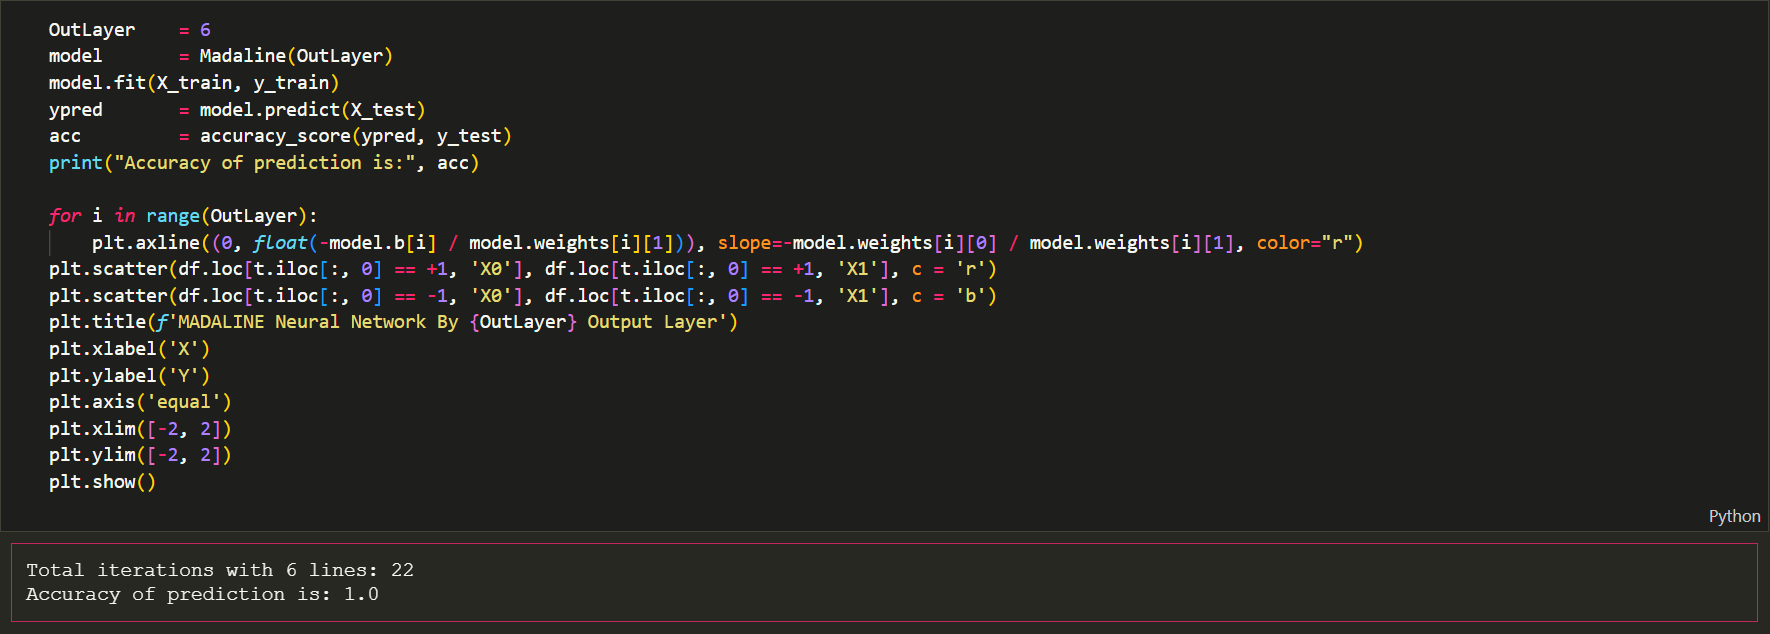 OutLayer    = 6
model       = Madaline(OutLayer)
model.fit(X_train, y_train)
ypred       = model.predict(X_test)
acc         = accuracy_score(ypred, y_test)
print("Accuracy of prediction is:", acc)

for i in range(OutLayer):
    plt.axline((0, float(-model.b[i] / model.weights[i][1])), slope=-model.weights[i][0] / model.weights[i][1], color="r")
plt.scatter(df.loc[t.iloc[:, 0] == +1, 'X0'], df.loc[t.iloc[:, 0] == +1, 'X1'], c = 'r')
plt.scatter(df.loc[t.iloc[:, 0] == -1, 'X0'], df.loc[t.iloc[:, 0] == -1, 'X1'], c = 'b')
plt.title(f'MADALINE Neural Network By {OutLayer} Output Layer')
plt.xlabel('X')
plt.ylabel('Y')
plt.axis('equal')
plt.xlim([-2, 2])
plt.ylim([-2, 2])
plt.show()
Python
Total iterations with 6 lines: 22
Accuracy of prediction is: 1.0